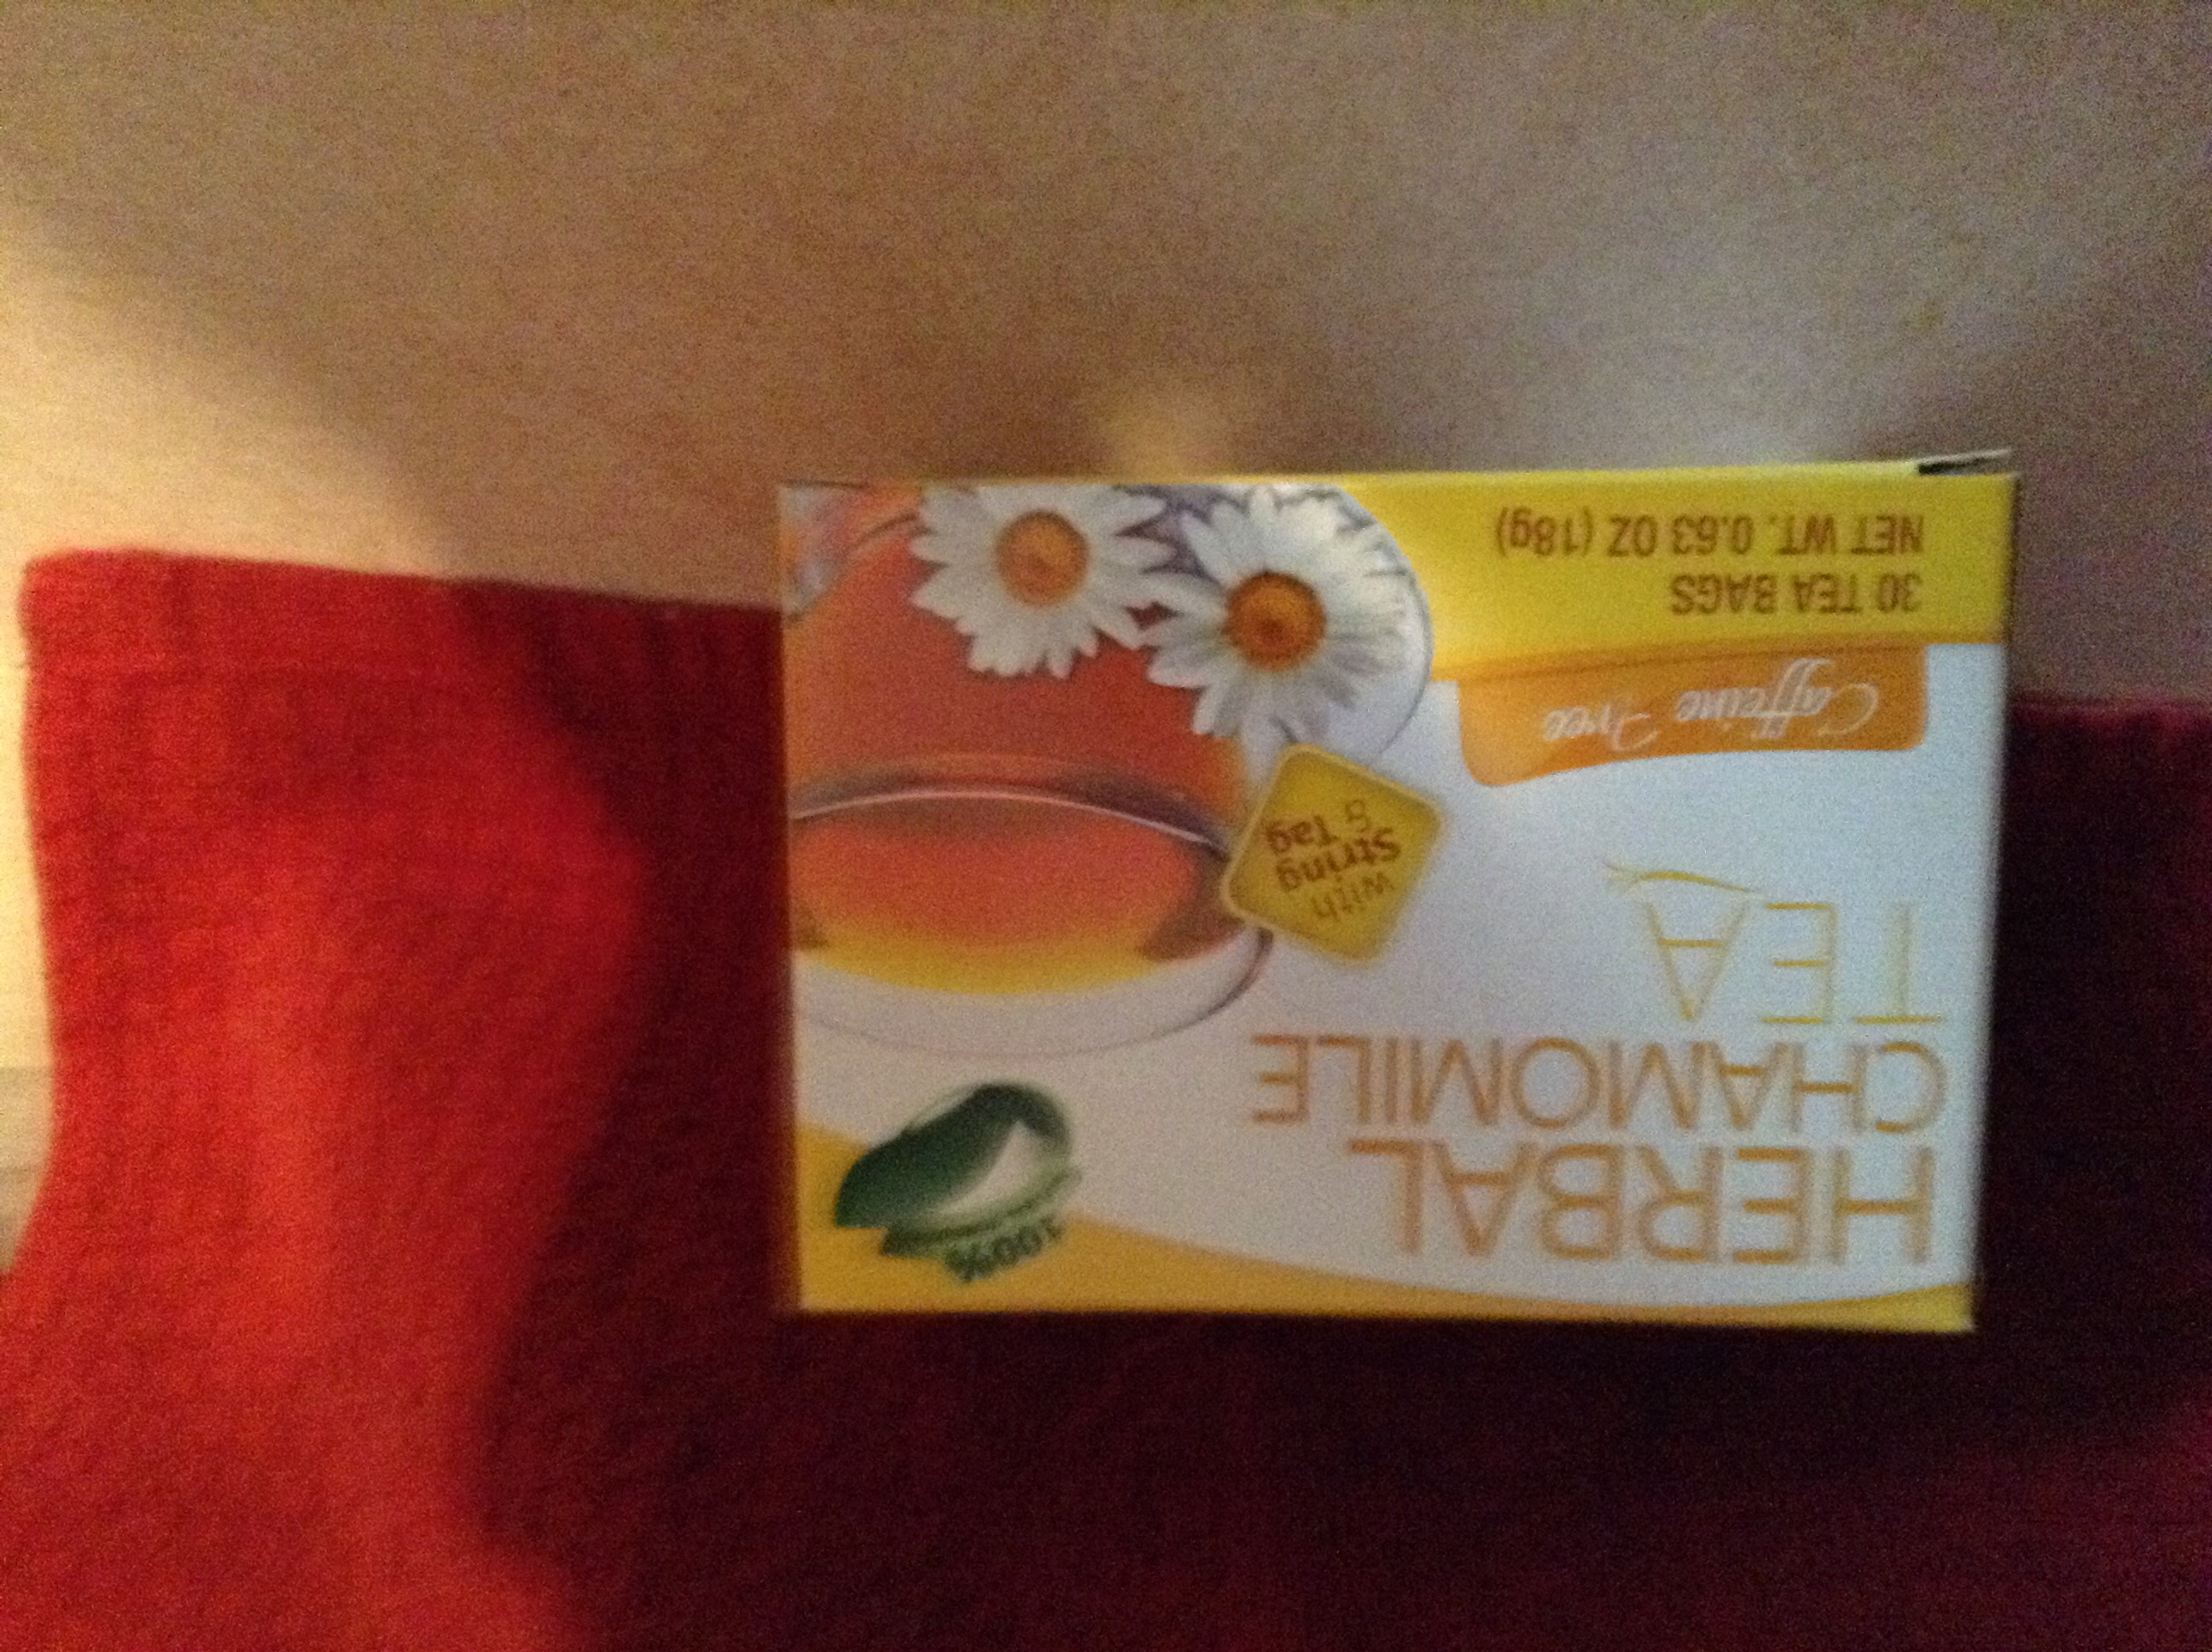 100%
HERBAL
CHAMOMILE
TEA
with
String
& Tag
Caffeine Free
30 TEA BAGS
NET WT. 0.63 OZ (18g)